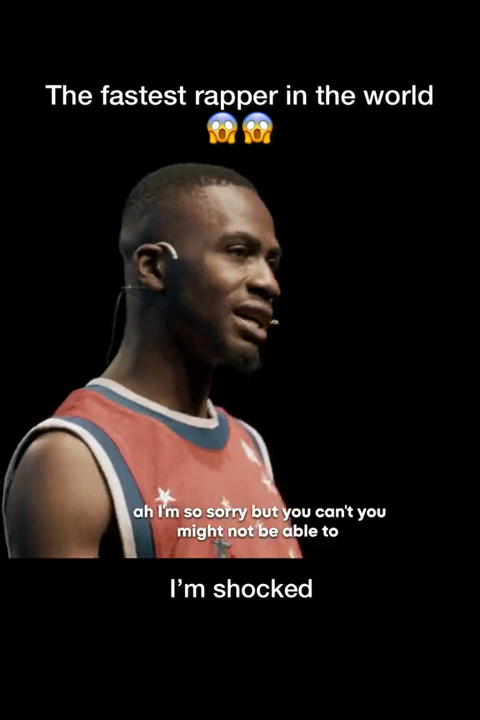 The fastest rapper in the world
😱😱
ah I'm so sorry but you can't you
might not be able to
I’m shocked